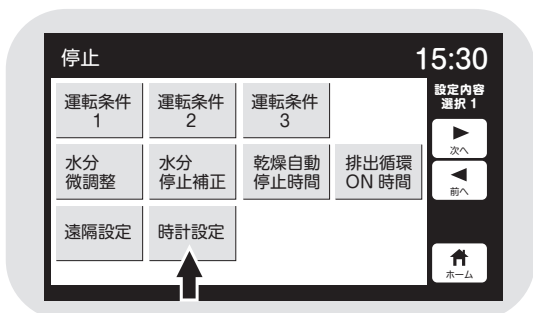 停止
15:30
設定内容
選択 1
運転条件
1
運転条件
2
運転条件
3
次へ
水分
微調整
水分
停止補正
乾燥自動
停止時間
排出循環
ON 時間
前へ
遠隔設定
時計設定
ホーム